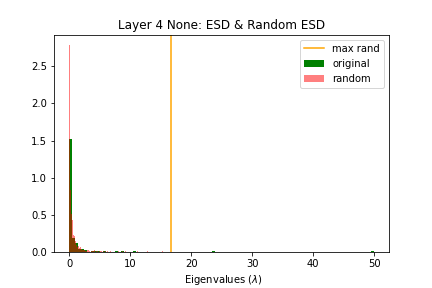 Layer 4 None: ESD & Random ESD
max rand
original
random
2.5
2.0
1.5
1.0
0.5
0.0
0 10 20 30 40 50
Eigenvalues (λ)